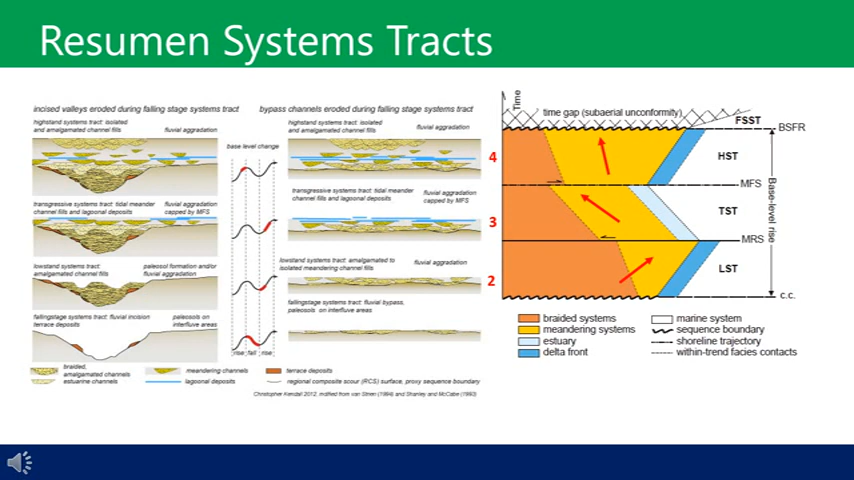 Resumen Systems Tracts
incised valleys eroded during falling stage systems tract
bypass channels eroded during falling stage systems tract
highstand systems tract: isolated
and amalgamated channel fills
fluvial aggradation
base level change
highstand systems tract: isolated
and amalgamated channel fills
fluvial aggradation
transgressive systems tract: tidal meander
channel fills and lagoonal deposits
fluvial aggradation
capped by MFS
transgressive systems tract: tidal meander
channel fills and lagoonal deposits
fluvial aggradation
capped by MFS
lowstand systems tract:
amalgamated channel fills
paleosol formation and/or
fluvial aggradation
lowstand systems tract: amalgamated to
isolated meandering channel fills
fluvial aggradation
fallingstage systems tract: fluvial incision
terrace deposits
paleosols on
interfluve areas
fallingstage systems tract: fluvial bypass,
paleosols on interfluve areas
rise fall rise
braided,
amalgamated channels
estuarine channels
meandering channels
lagoonal deposits
terrace deposits
regional composite scour (RCS) surface, proxy sequence boundary
Christopher Kendall 2012, modified from van Strien (1984) and Shanley and McCabe (1993)
4
3
2
Time
time gap (subaerial unconformity)
FSST
BSFR
HST
MFS
TST
MRS
LST
c.c.
Base-level rise
braided systems
meandering systems
estuary
delta front
marine system
sequence boundary
shoreline trajectory
within-trend facies contacts